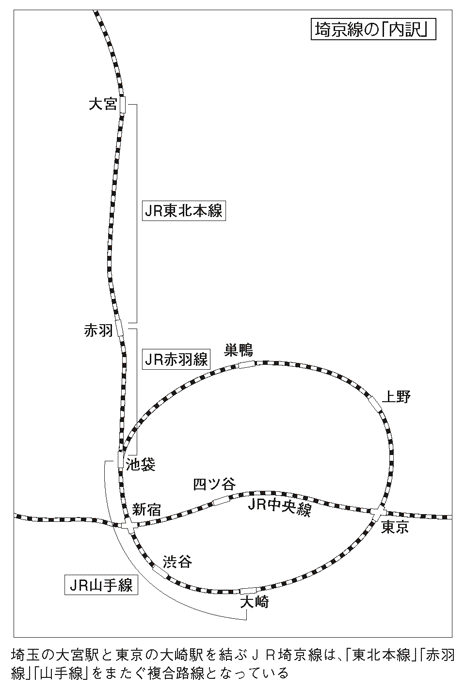 埼京線の「内訳」
大宮
JR東北本線
赤羽
JR赤羽線
巣鴨
上野
池袋
四ツ谷
新宿
JR中央線
東京
渋谷
JR山手線
大崎
埼玉の大宮駅と東京の大崎駅を結ぶＪＲ埼京線は、「東北本線」「赤羽
線」「山手線」をまたぐ複合路線となっている